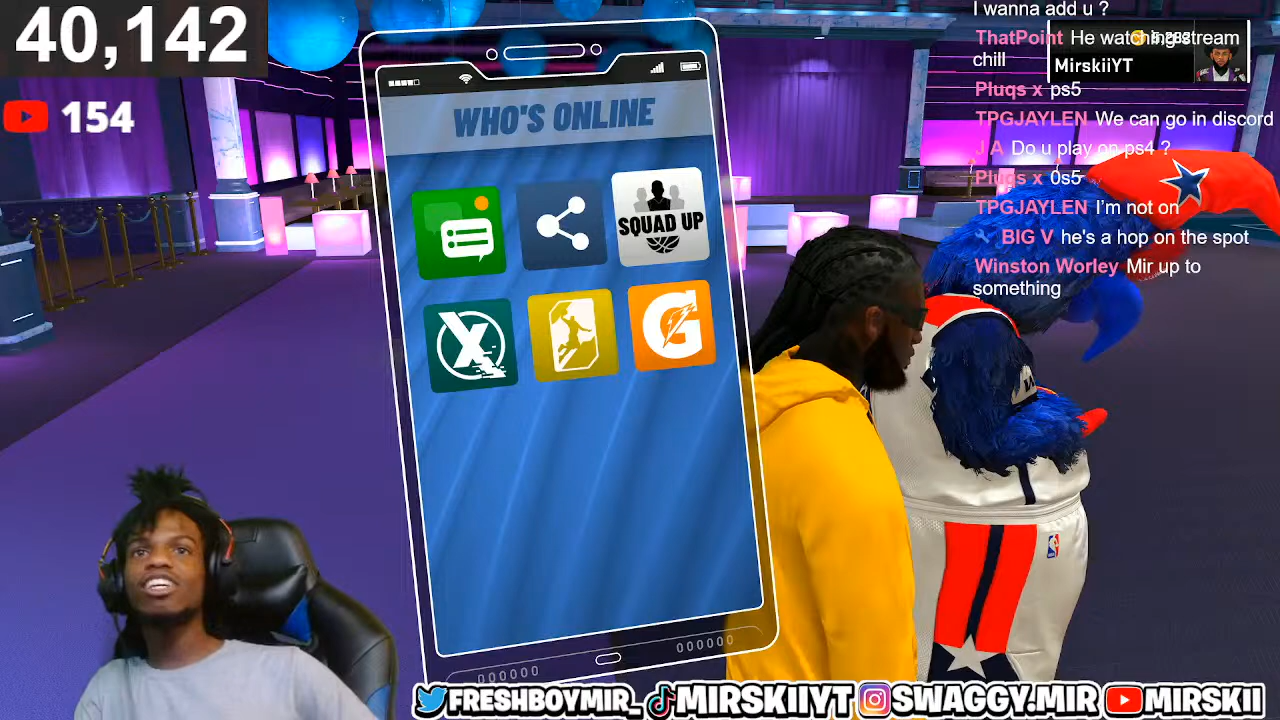 40,142
154
WHO'S ONLINE
SQUAD UP
X
G
I wanna add u ?
ThatPoint He watching stream
chill
MirskiiYT
Pluqs x ps5
TPGJAYLEN We can go in discord
J A Do u play on ps4 ?
Pluqs x 0s5
TPGJAYLEN I'm not on
BIG V he's a hop on the spot
Winston Worley Mir up to
something
000000
000000
FRESHBOYMIR_ MIRSKIIYT SWAGGY.MIR MIRSKII